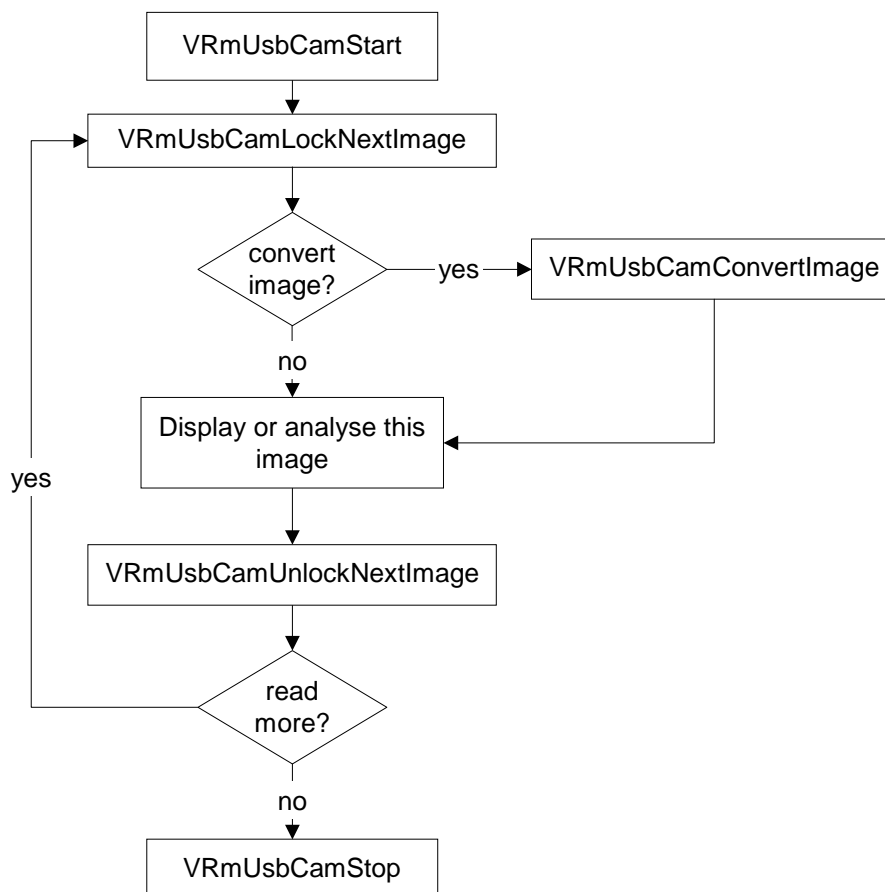 VRmUsbCamStart
VRmUsbCamLockNextImage
convert
image?
yes
VRmUsbCamConvertImage
no
Display or analyse this
image
yes
VRmUsbCamUnlockNextImage
read
more?
no
VRmUsbCamStop